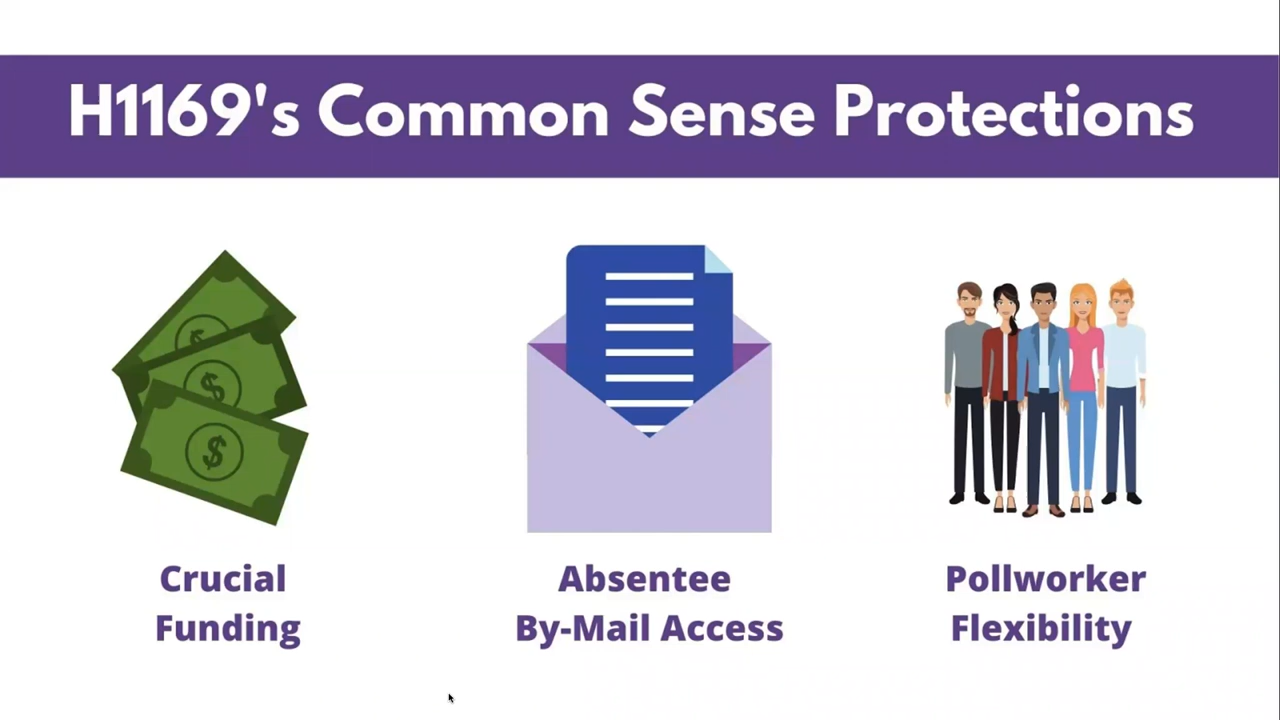 H1169's Common Sense Protections
Crucial
Funding
Absentee
By-Mail Access
Pollworker
Flexibility